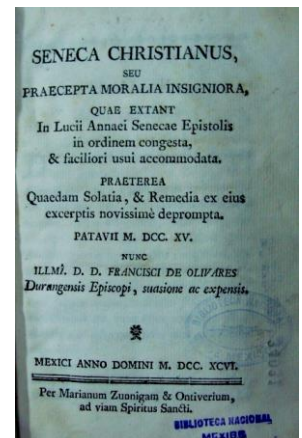 SENECA CHRISTIANUS,
SEU
PRAECEPTA MORALIA INSIGNIORA,
QUAE EXTANT
In Lucii Annaei Senecae Epistolis
in ordinem congesta,
& faciliori usui accommodata.
PRAETEREA
Quaedam Solatia, & Remedia ex eius
excerptis novissimè deprompta.
PATAVII M. DCC. XV.
NUNC
ILLMI. D. D. FRANCISCI DE OLIVARES
Durangensis Episcopi, suasione ac expensis.
MEXICI ANNO DOMINI M. DCC. XCVI.
Per Marianum Zunnigam & Ontiverium,
ad viam Spiritus Sancti.
BIBLIOTECA NACIONAL
MEXICO